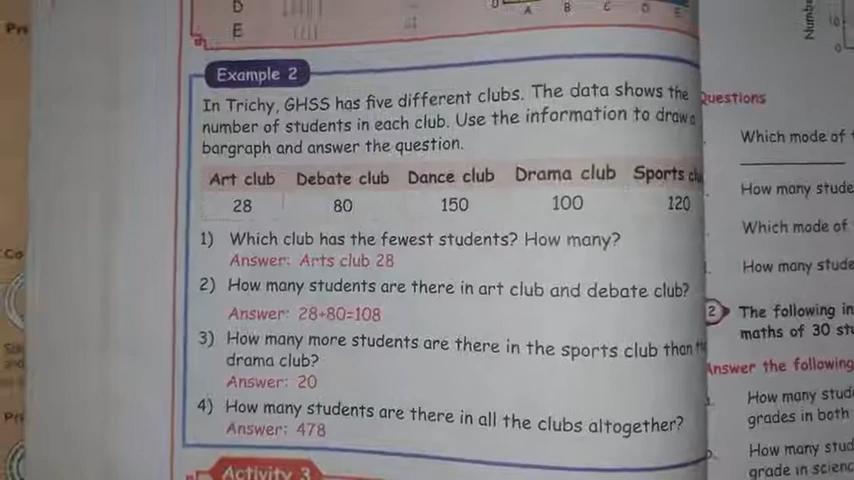 D
E
D A B C D E
Example 2
In Trichy, GHSS has five different clubs. The data shows the
number of students in each club. Use the information to draw a
bargraph and answer the question.
Art club Debate club Dance club Drama club Sports
28 80 150 100 120
1) Which club has the fewest students? How many?
Answer: Arts club 28
2) How many students are there in art club and debate club?
Answer: 28+80=108
3) How many more students are there in the sports club than
drama club?
Answer: 20
4) How many students are there in all the clubs altogether?
Answer: 478
Activity 3
10
0
Questions
Which mode of
How many stude
Which mode of
How many stude
2 The following in
maths of 30 stu
Answer the following
How many stud
grades in both
How many stud
grade in scienc